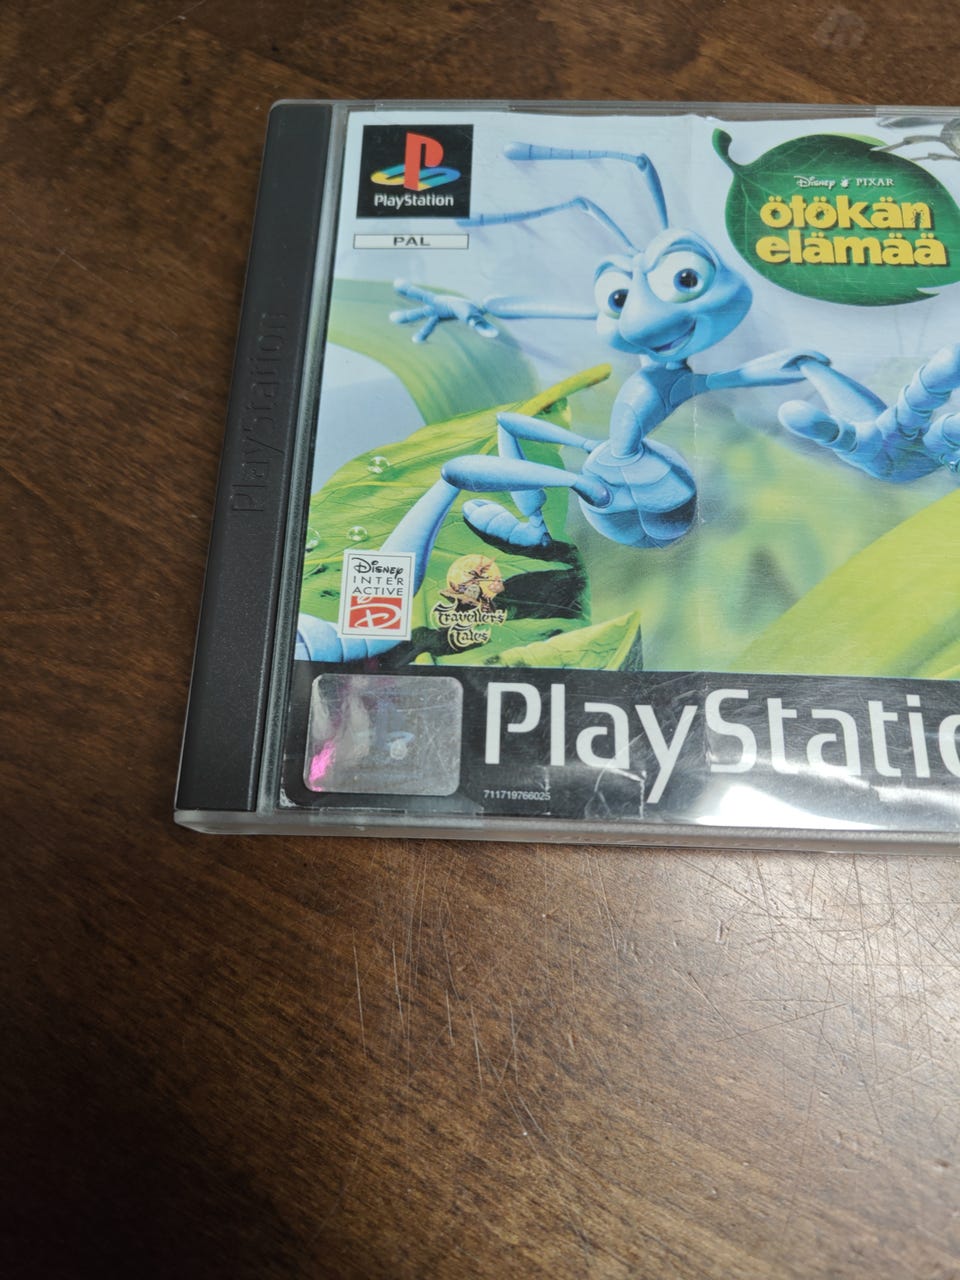 PlayStation
PlayStation
PAL
Disney PIXAR
ötökän
elämää
Disney
INTER
ACTIVE
D
Traveller's
Tales
PlayStatio
711719766025